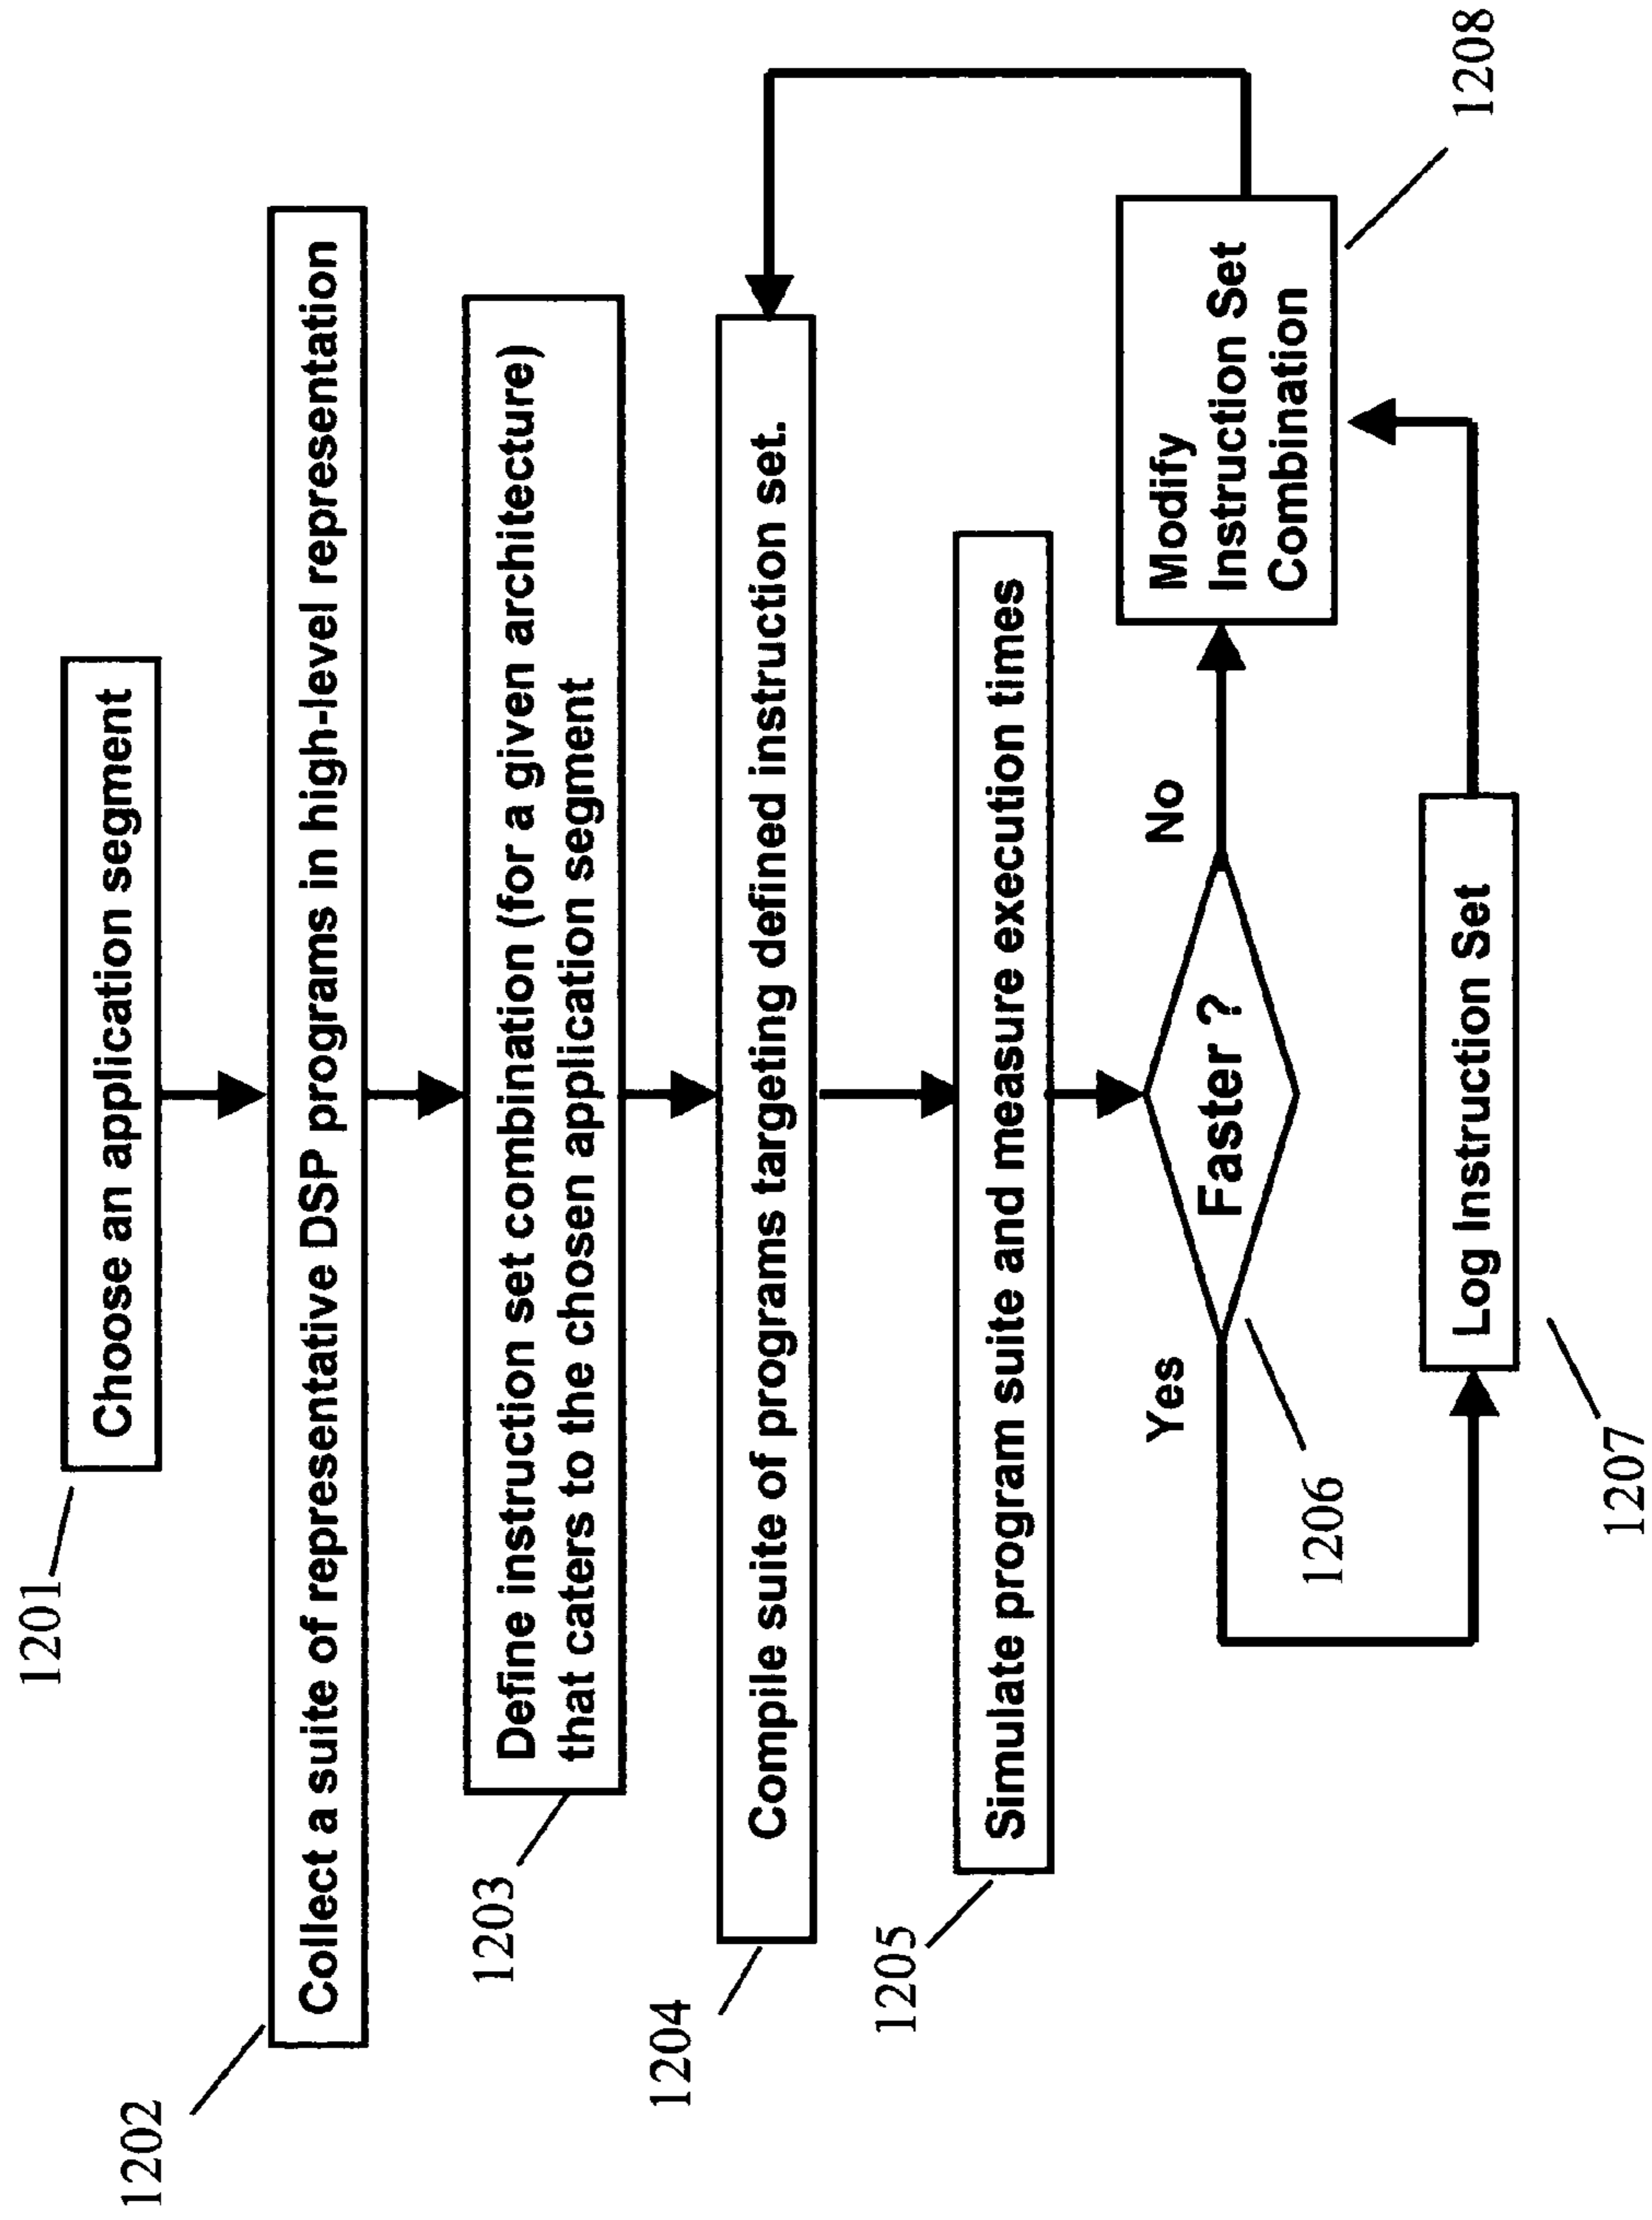 1201
Choose an application segment
1202
Collect a suite of representative DSP programs in high-level representation
1203
Define instruction set combination (for a given architecture)
that caters to the chosen application segment
1204
Compile suite of programs targeting defined instruction set.
1205
Simulate program suite and measure execution times
Yes
Faster ?
No
1206
Modify
Instruction Set
Combination
1208
Log Instruction Set
1207